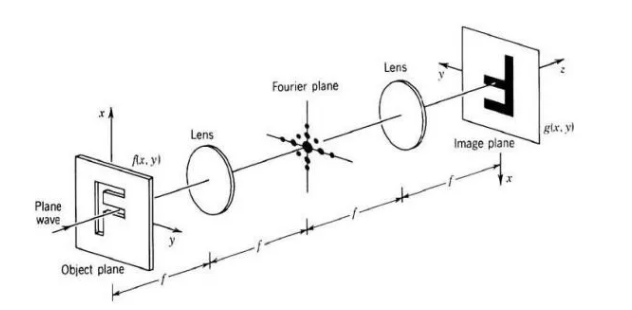 Fourier plane
Lens
y
z
g(x, y)
Image plane
x
x
f(x, y)
Lens
Plane
wave
F
y
Object plane
f
f
f
f
F